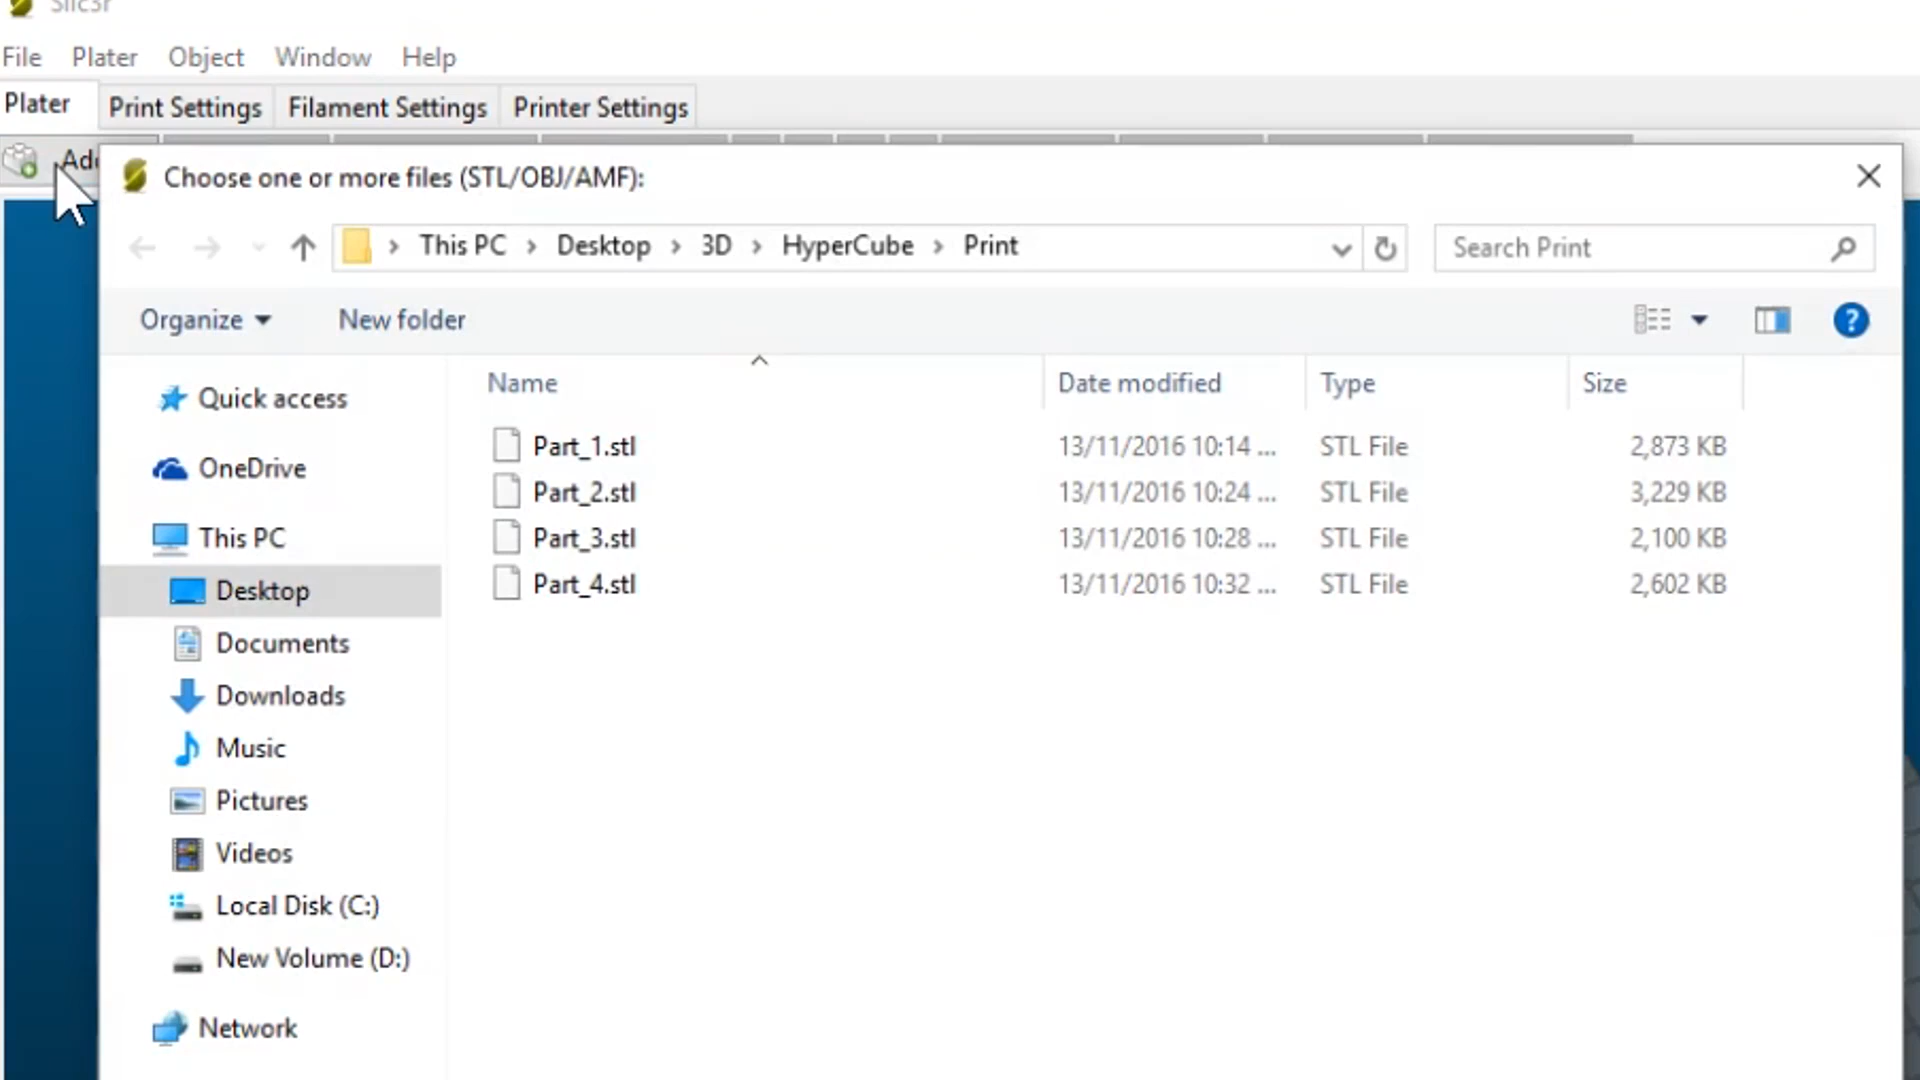 Slic3r
File Plater Object Window Help
Plater Print Settings Filament Settings Printer Settings
Add
Choose one or more files (STL/OBJ/AMF):
› This PC › Desktop › 3D › HyperCube › Print
Search Print
Organize New folder
?
Name Date modified Type Size
Part_1.stl 13/11/2016 10:14 ... STL File 2,873 KB
Part_2.stl 13/11/2016 10:24 ... STL File 3,229 KB
Part_3.stl 13/11/2016 10:28 ... STL File 2,100 KB
Part_4.stl 13/11/2016 10:32 ... STL File 2,602 KB
Quick access
OneDrive
This PC
Desktop
Documents
Downloads
Music
Pictures
Videos
Local Disk (C:)
New Volume (D:)
Network